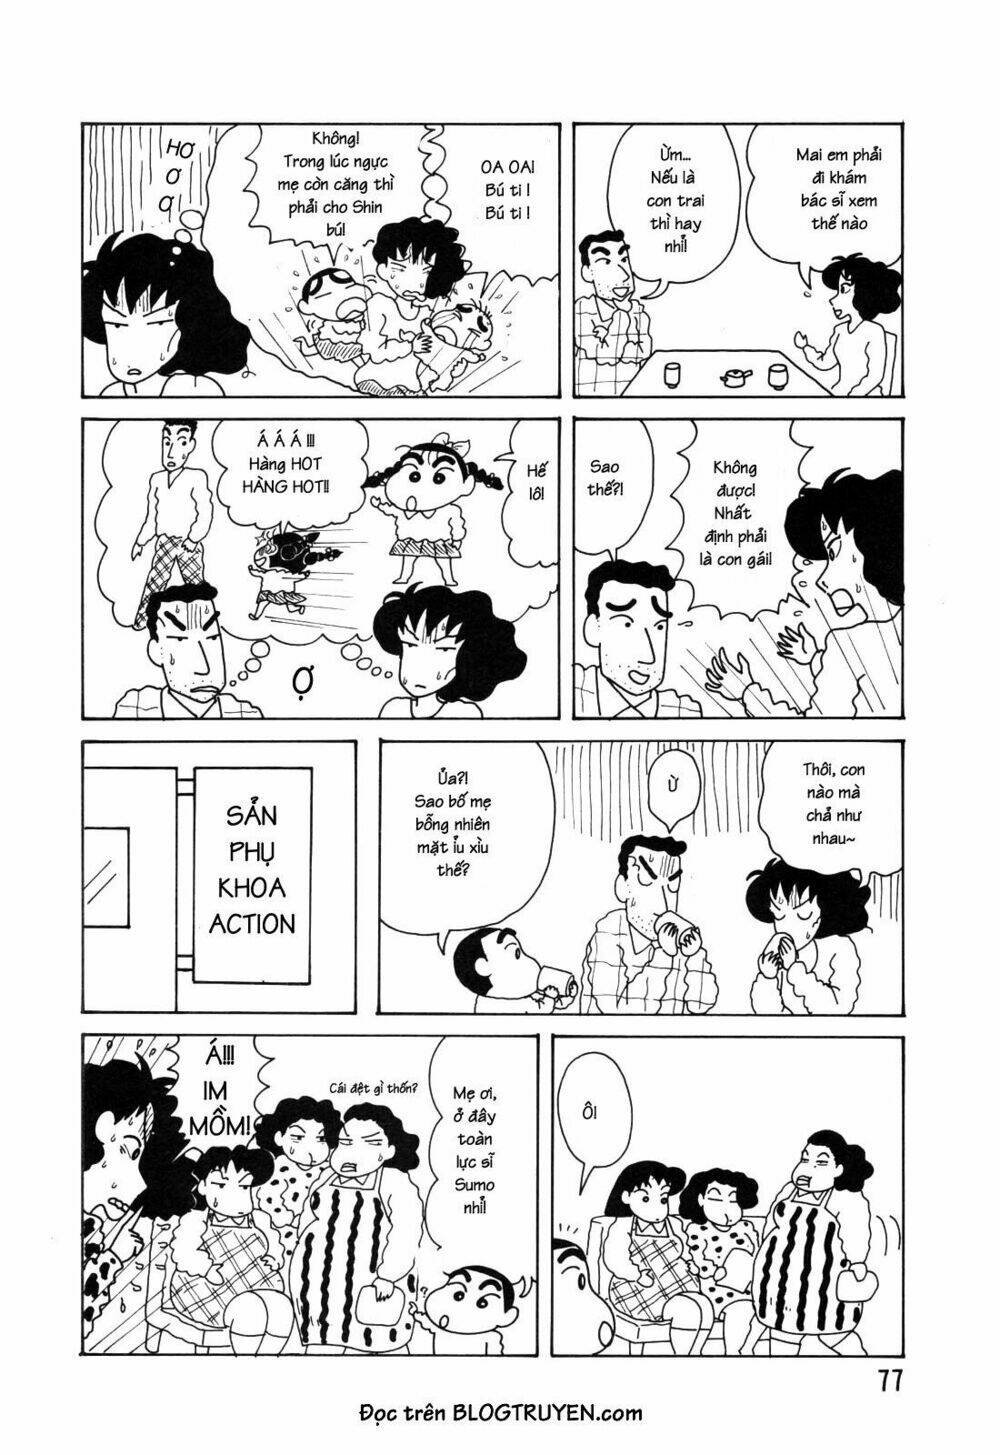 Mai em phải
đi khám
bác sĩ xem
thế nào
Ừm...
Nếu là
con trai
thì hay
nhỉ!
OA OA!
Bú ti !
Bú ti !
Không!
Trong lúc ngực
mẹ còn căng thì
phải cho Shin
bú!
HƠ
Ơ
Ơ
Không
được!
Nhất
định phải
là con gái!
Sao
thế?!
Hế
lô!
Á Á Á !!!
Hàng HOT
HÀNG HOT!!
Ợ
Thôi, con
nào mà
chả như
nhau~
Ừ
Ủa?!
Sao bố mẹ
bỗng nhiên
mặt ỉu xìu
thế?
SẢN
PHỤ
KHOA
ACTION
Ồ!
Mẹ ơi,
ở đây
toàn
lực sĩ
Sumo
nhỉ!
Cái đệt gì thốn?
Á!!!
IM
MỒM!
77
Đọc trên BLOGTRUYEN.com